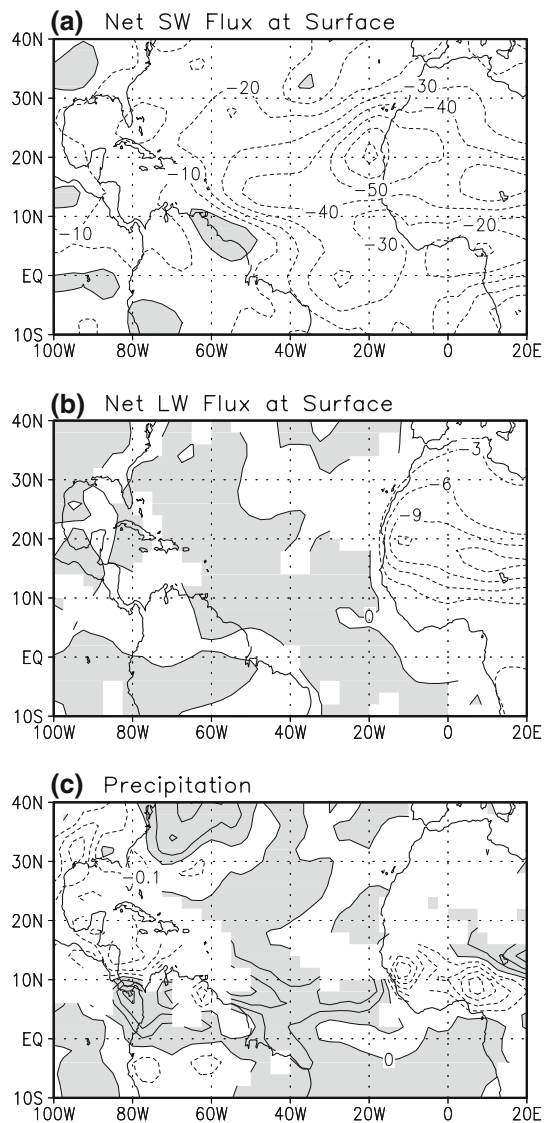 (a) Net SW Flux at Surface
40N
30N
20N
10N
EQ
10S
100W 80W 60W 40W 20W 0 20E
−20
−30
−40
−10
−50
−40
−20
−10
−30
(b) Net LW Flux at Surface
40N
30N
20N
10N
EQ
10S
100W 80W 60W 40W 20W 0 20E
−3
−6
−9
0
(c) Precipitation
40N
30N
20N
10N
EQ
10S
100W 80W 60W 40W 20W 0 20E
−0.1
0